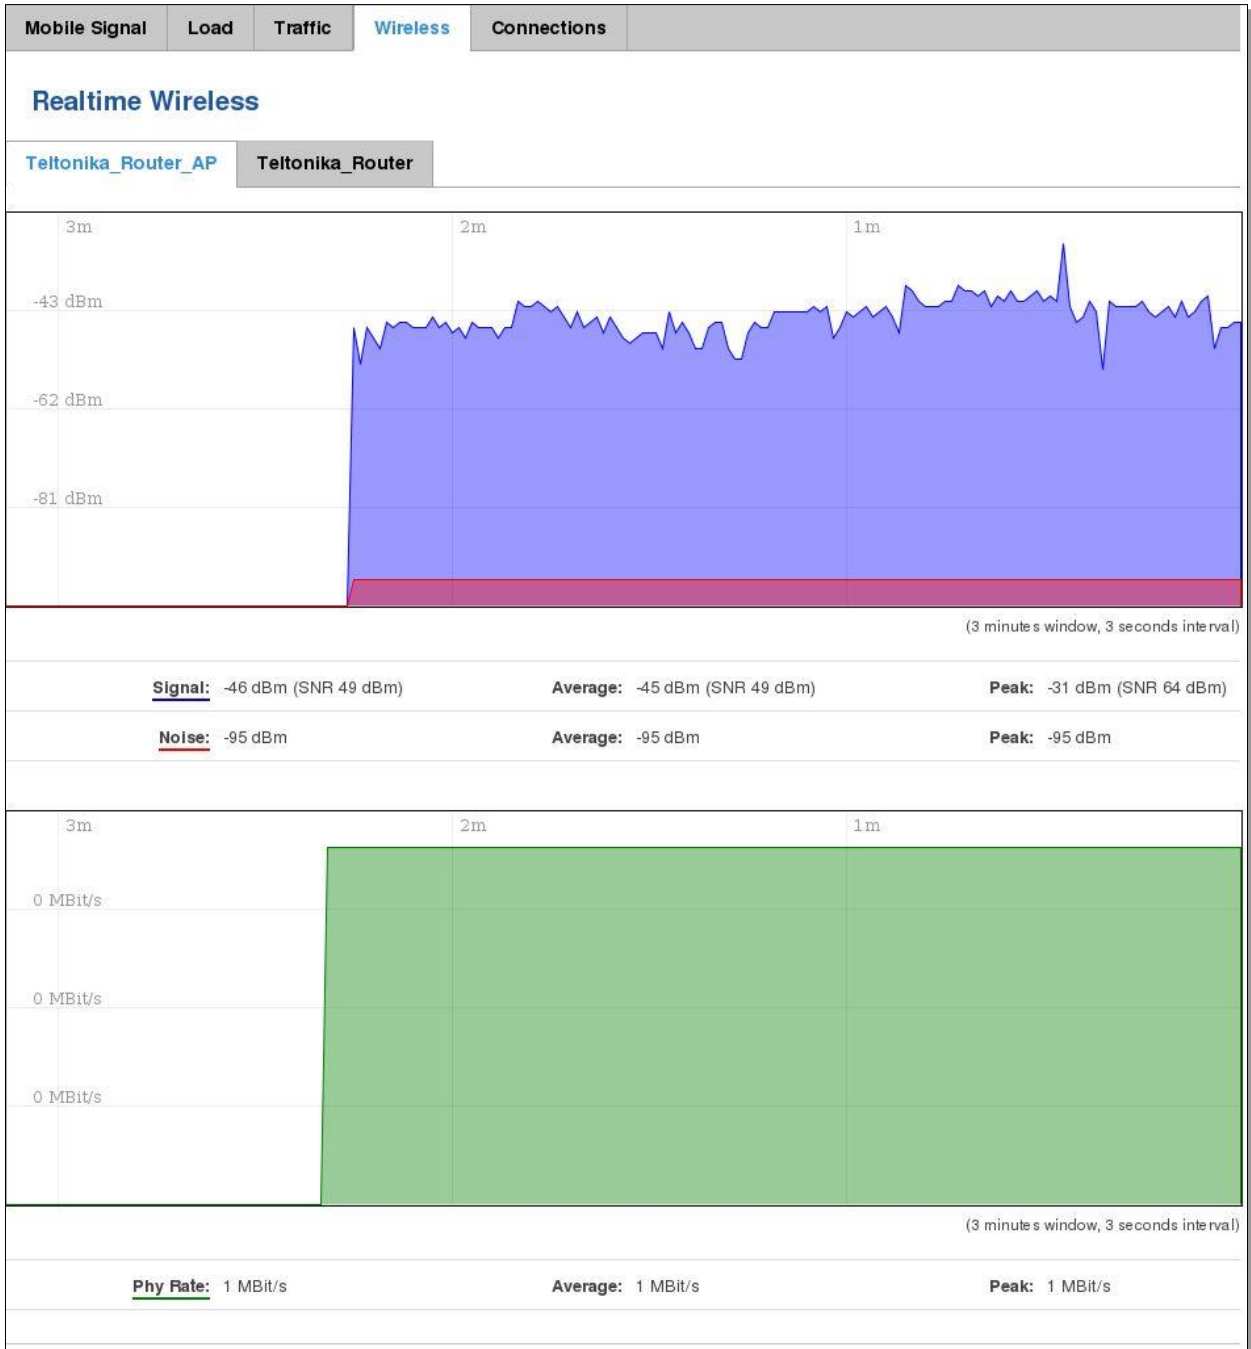 Mobile Signal Load Traffic Wireless Connections
Realtime Wireless
Teltonika_Router_AP Teltonika_Router
3m 2m 1m
-43 dBm
-62 dBm
-81 dBm
(3 minutes window, 3 seconds interval)
Signal: -46 dBm (SNR 49 dBm) Average: -45 dBm (SNR 49 dBm) Peak: -31 dBm (SNR 64 dBm)
Noise: -95 dBm Average: -95 dBm Peak: -95 dBm
3m 2m 1m
0 MBit/s
0 MBit/s
0 MBit/s
(3 minutes window, 3 seconds interval)
Phy Rate: 1 MBit/s Average: 1 MBit/s Peak: 1 MBit/s